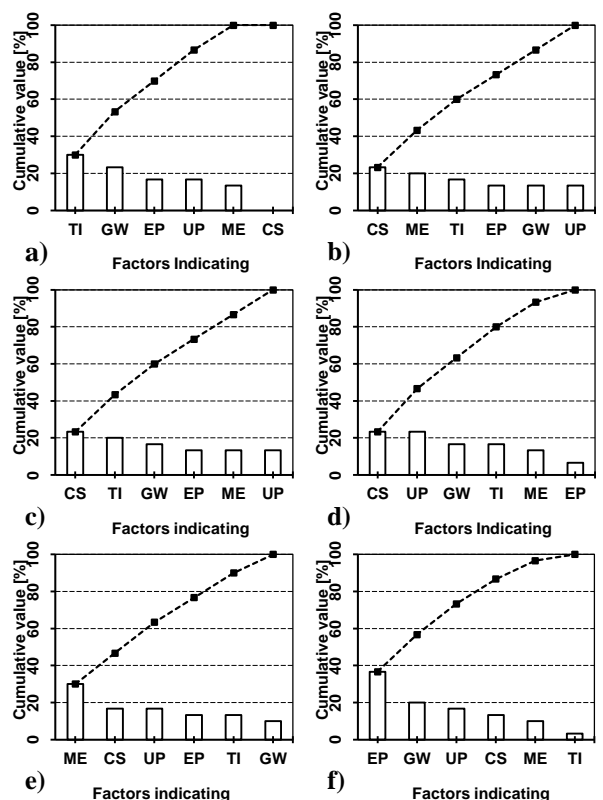 Cumulative value [%]
100
80
60
40
20
0
TI GW EP UP ME CS
a)
Factors Indicating
Cumulative value [%]
100
80
60
40
20
0
CS ME TI EP GW UP
b)
Factors Indicating
Cumulative value [%]
100
80
60
40
20
0
CS TI GW EP ME UP
c)
Factors indicating
Cumulative value [%]
100
80
60
40
20
0
CS UP GW TI ME EP
d)
Factors Indicating
Cumulative value [%]
100
80
60
40
20
0
ME CS UP EP TI GW
e)
Factors indicating
Cumulative value [%]
100
80
60
40
20
0
EP GW UP CS ME TI
f)
Factors indicating